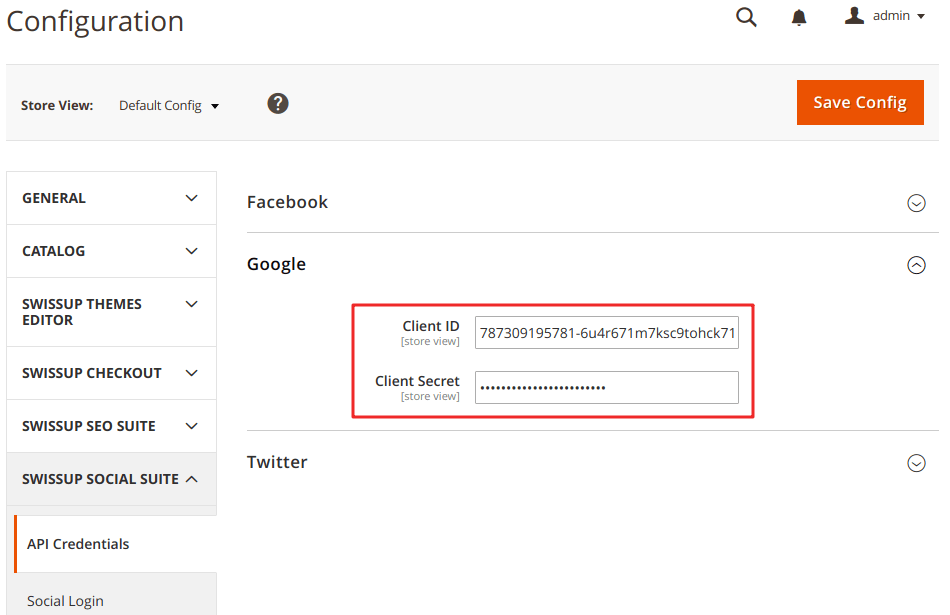 Configuration
admin
Store View: Default Config ?
Save Config
GENERAL
CATALOG
SWISSUP THEMES
EDITOR
SWISSUP CHECKOUT
SWISSUP SEO SUITE
SWISSUP SOCIAL SUITE
API Credentials
Social Login
Facebook
Google
Client ID
[store view]
787309195781-6u4r671m7ksc9tohck71
Client Secret
[store view]
••••••••••••••••••••••••
Twitter